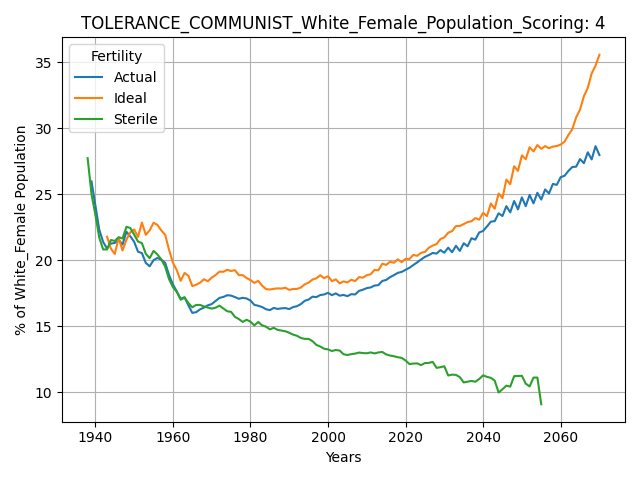 TOLERANCE_COMMUNIST_White_Female_Population_Scoring: 4
Fertility
Actual
Ideal
Sterile
% of White_Female Population
35
30
25
20
15
10
1940
1960
1980
2000
2020
2040
2060
Years